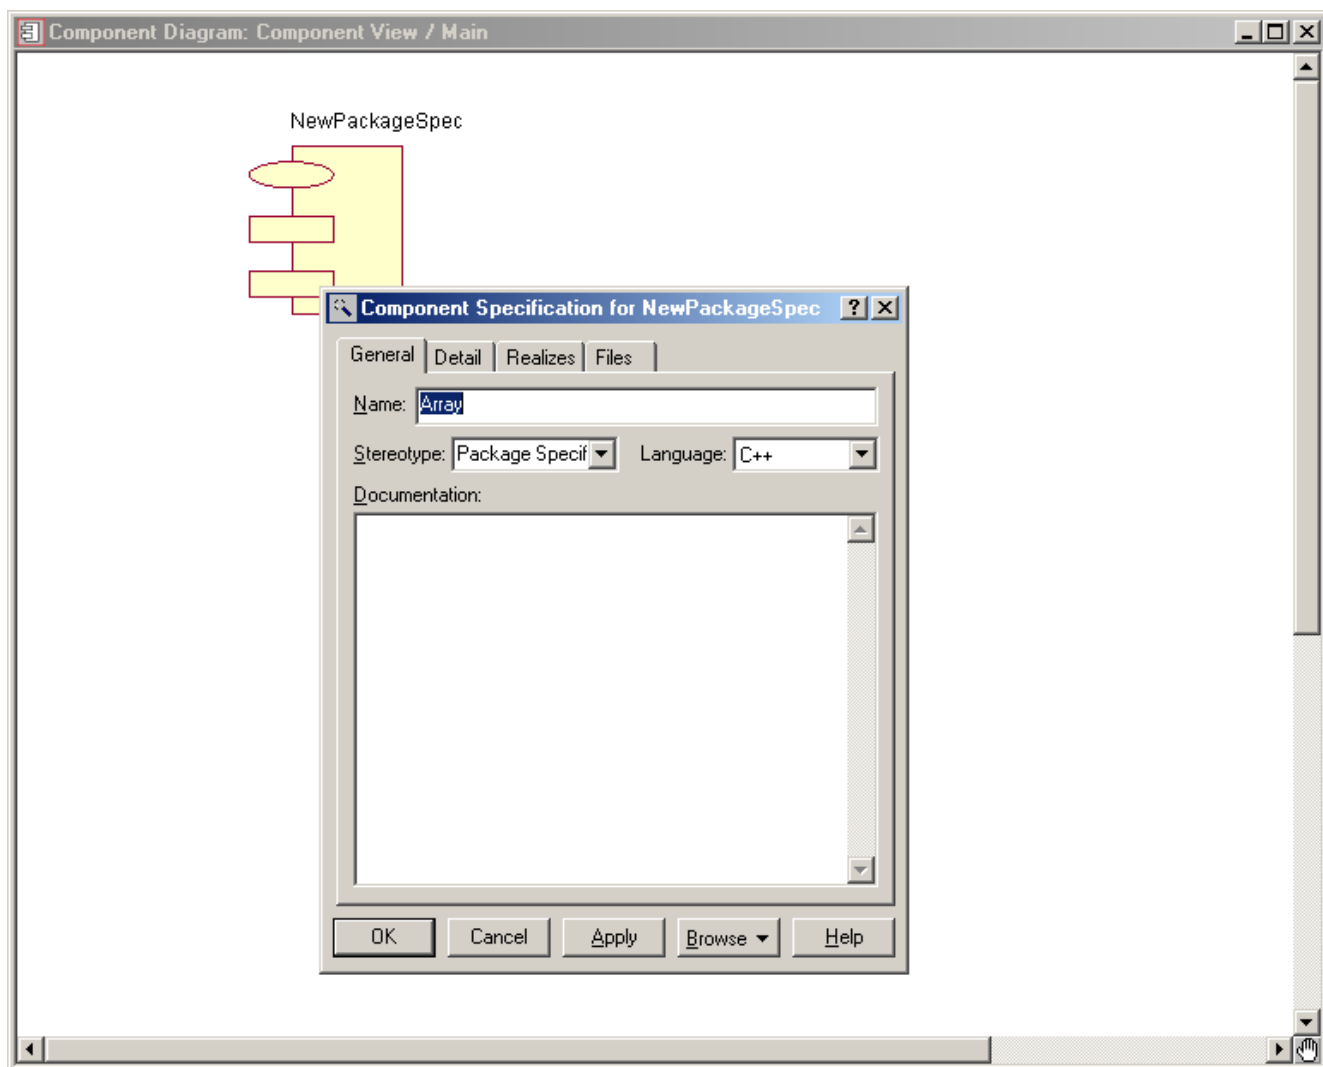 Component Diagram: Component View / Main
NewPackageSpec
Component Specification for NewPackageSpec ?
General Detail Realizes Files
Name: Array
Stereotype: Package Specif Language: C++
Documentation:
OK Cancel Apply Browse Help